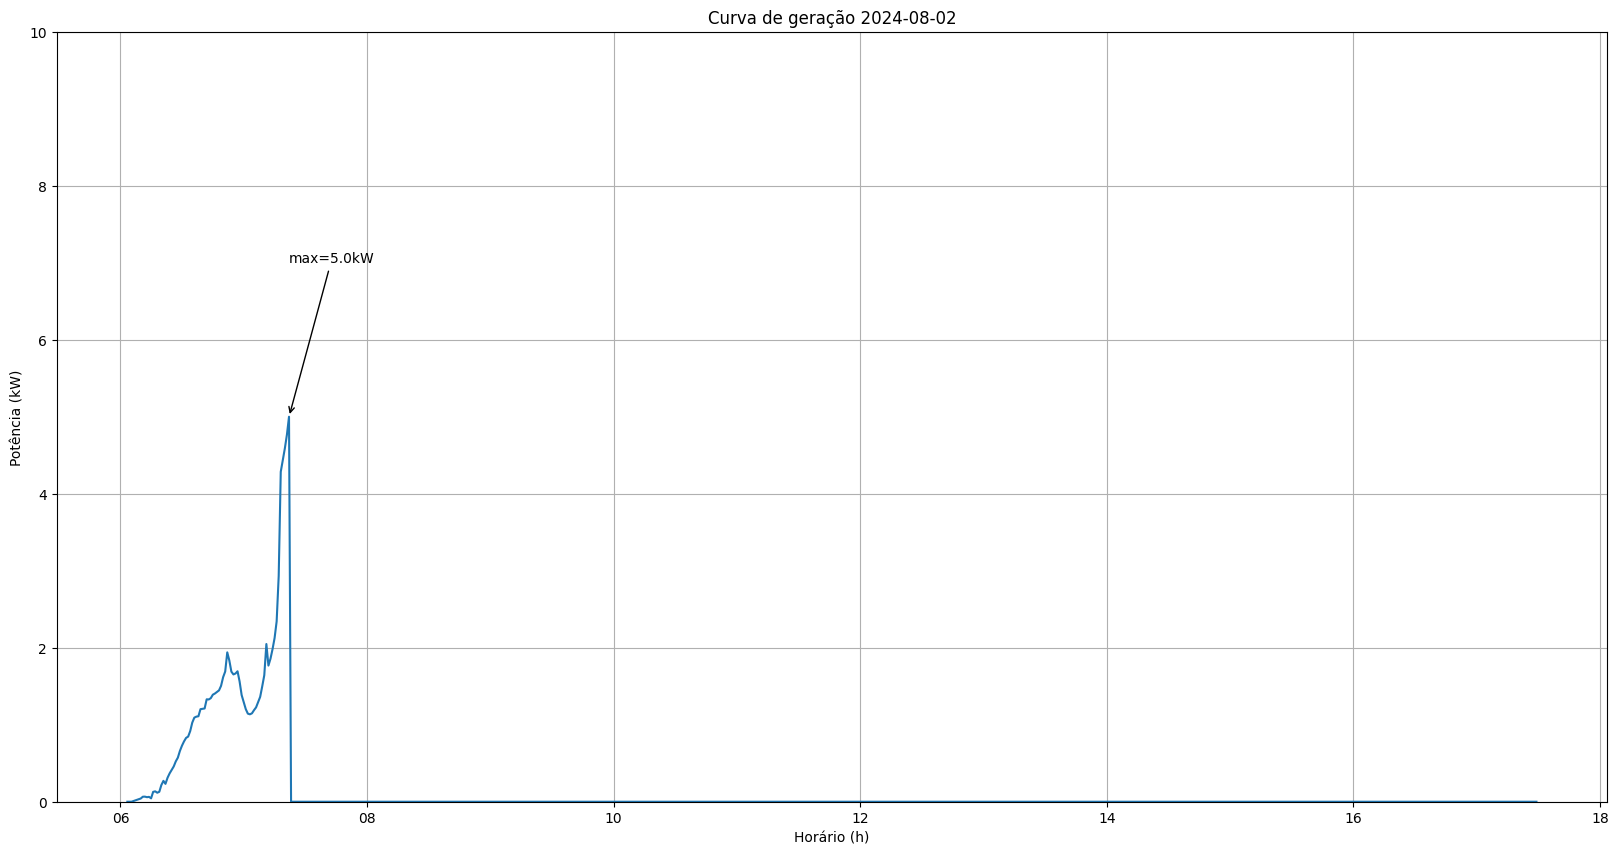 Curva de geração 2024-08-02
10
8
6
4
2
0
Potência (kW)
max=5.0kW
06 08 10 12 14 16 18
Horário (h)